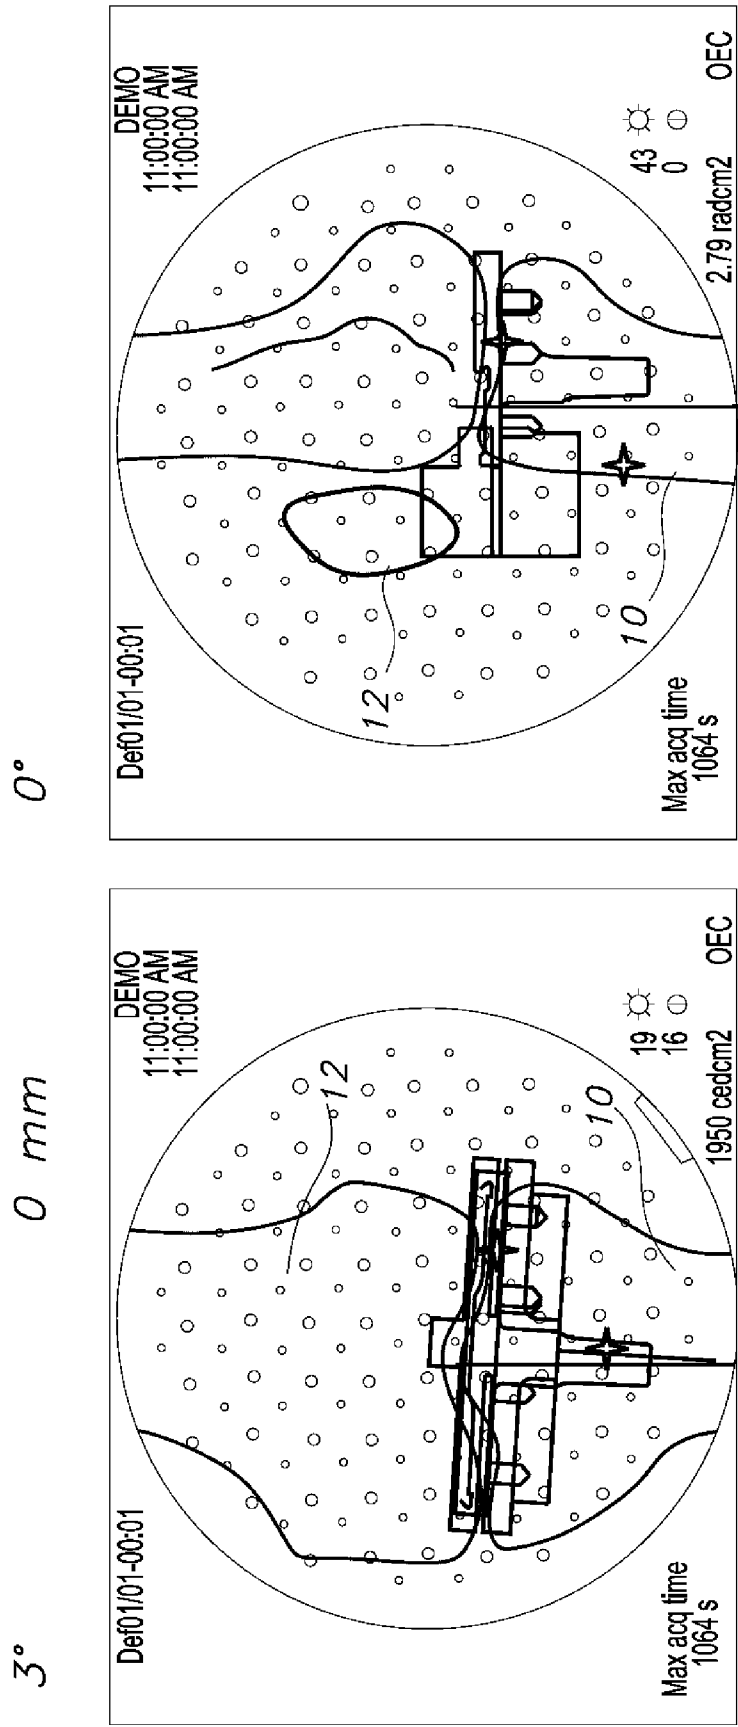 3°
0 mm
0°
Def01/01-00:01
DEMO
11:00:00 AM
11:00:00 AM
12
10
19
16
1950 cedcm2
Max acq time
1064 s
OEC
Def01/01-00:01
DEMO
11:00:00 AM
11:00:00 AM
12
10
43
0
2.79 radcm2
Max acq time
1064 s
OEC